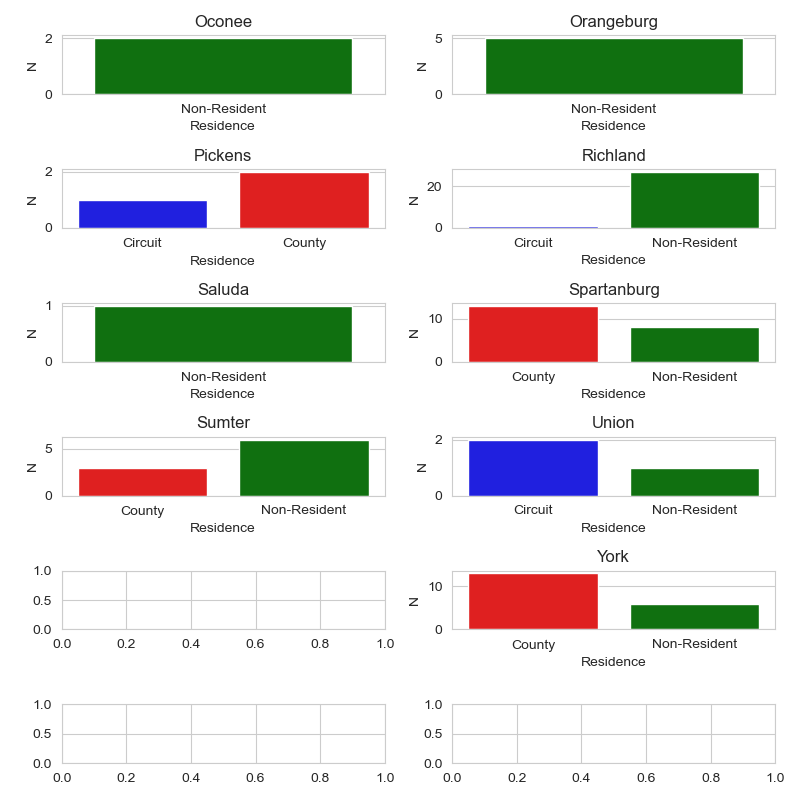 Oconee
2
0
N
Non-Resident
Residence
Orangeburg
5
0
N
Non-Resident
Residence
Pickens
2
0
N
Circuit County
Residence
Richland
20
0
N
Circuit Non-Resident
Residence
Saluda
1
0
N
Non-Resident
Residence
Spartanburg
10
0
N
County Non-Resident
Residence
Sumter
5
0
N
County Non-Resident
Residence
Union
2
0
N
Circuit Non-Resident
Residence
1.0
0.5
0.0
0.0 0.2 0.4 0.6 0.8 1.0
York
10
0
N
County Non-Resident
Residence
1.0
0.5
0.0
0.0 0.2 0.4 0.6 0.8 1.0
1.0
0.5
0.0
0.0 0.2 0.4 0.6 0.8 1.0